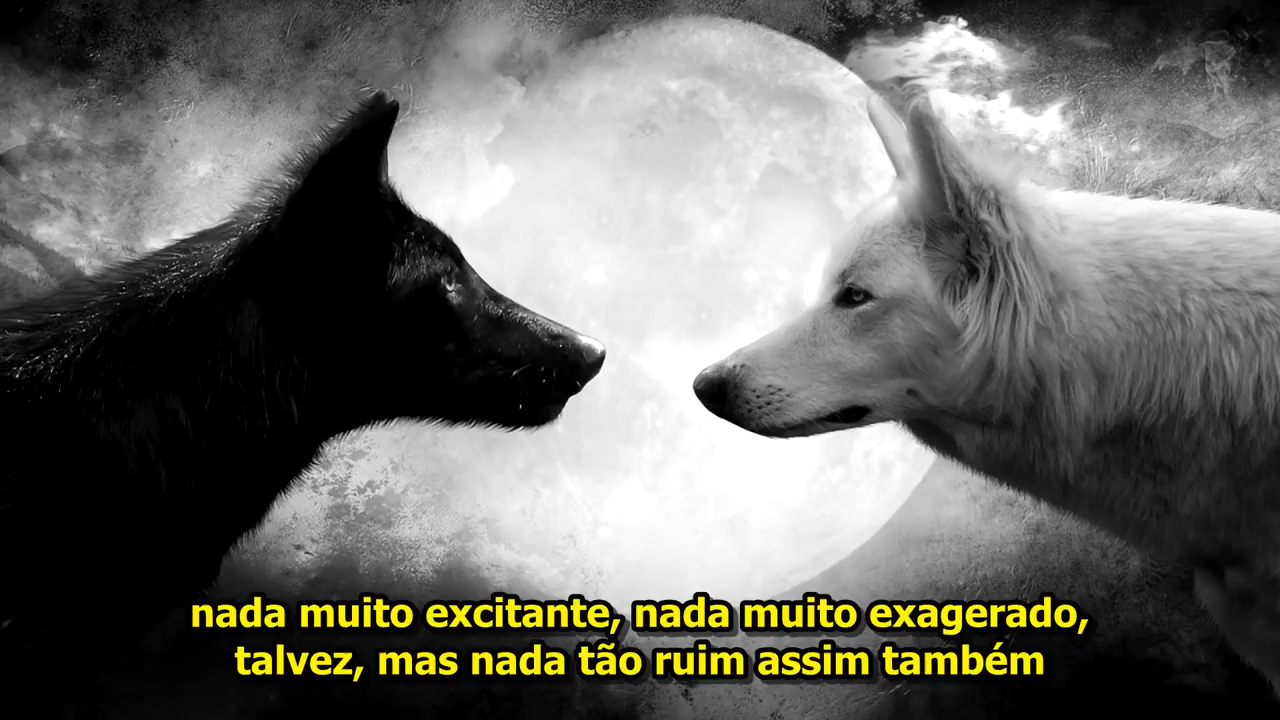 nada muito excitante, nada muito exagerado,
talvez, mas nada tão ruim assim também